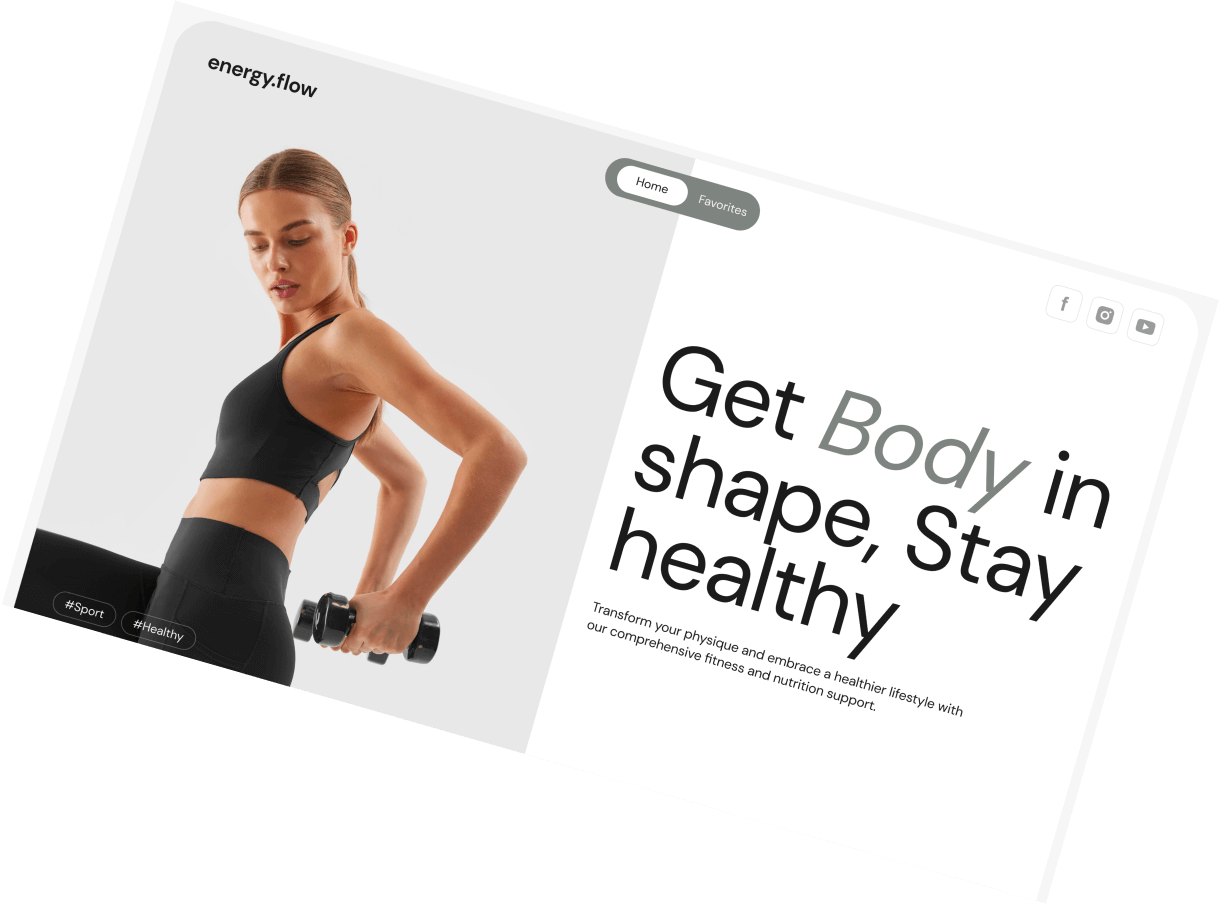 energy.flow
Home
Favorites
Get Body in
shape, Stay
healthy
Transform your physique and embrace a healthier lifestyle with
our comprehensive fitness and nutrition support.
#Sport
#Healthy